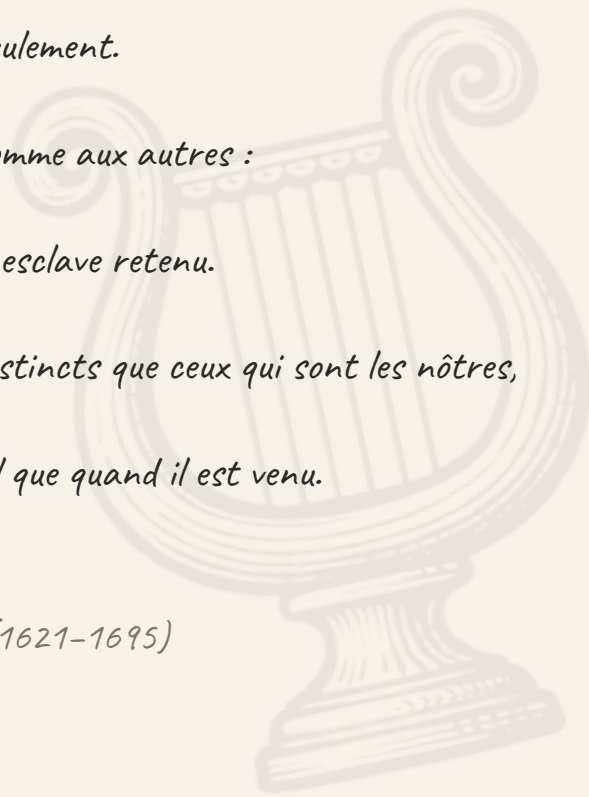 ulement.
omme aux autres :
esclave retenu.
stincts que ceux qui sont les nôtres,
l que quand il est venu.
(1621–1695)